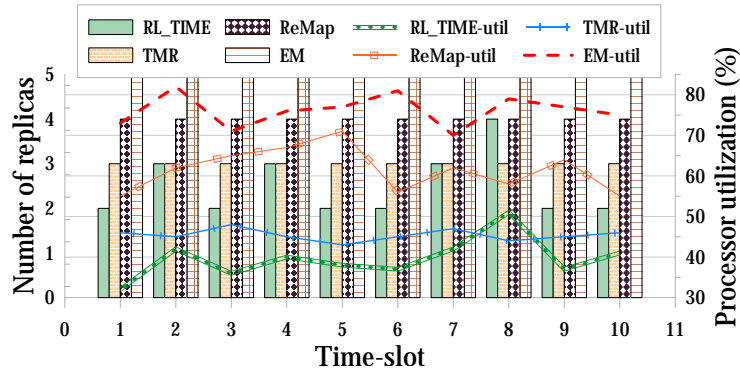 RL_TIME ReMap RL_TIME-util TMR-util
TMR EM ReMap-util EM-util
Number of replicas
5
4
3
2
1
0
Processor utilization (%)
80
70
60
50
40
30
0 1 2 3 4 5 6 7 8 9 10 11
Time-slot